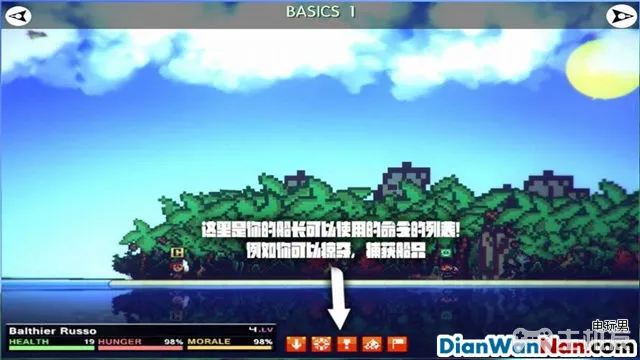 BASICS 1
这里是你的船长可以使用的命令的列表!
例如你可以掠夺，捕获船只
C
Balthier Russo 4.LV
HEALTH 19 HUNGER 98% MORALE 98%
电玩男
DianWanNan.com